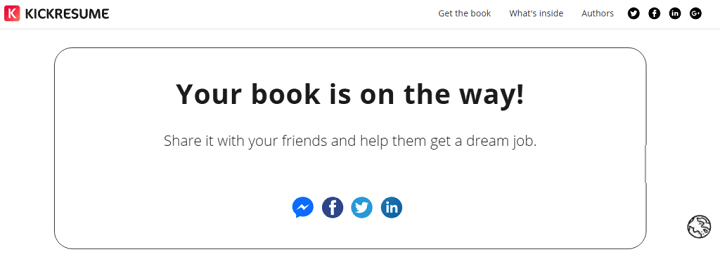 K KICKRESUME
Get the book What's inside Authors
Your book is on the way!
Share it with your friends and help them get a dream job.